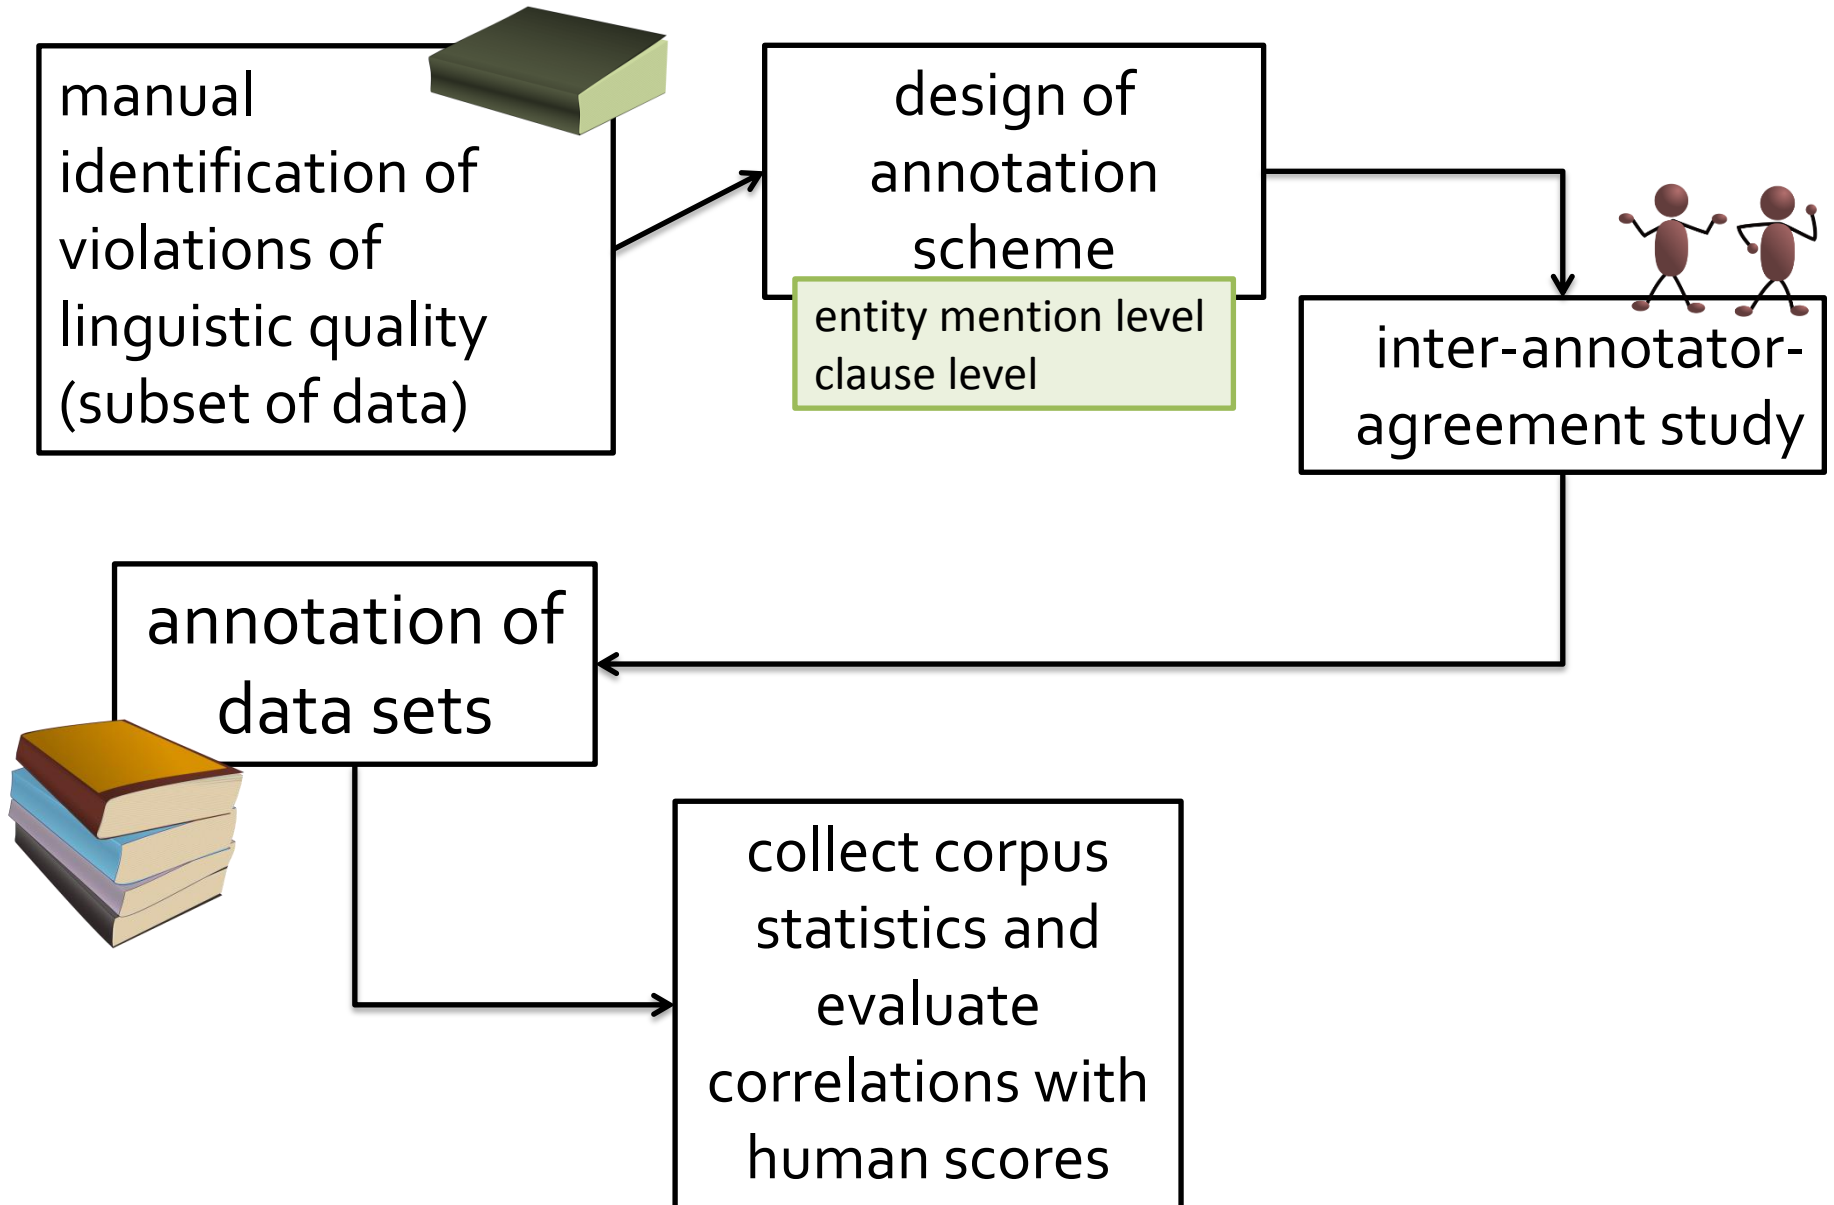 manual
identification of
violations of
linguistic quality
(subset of data)
design of
annotation
scheme
entity mention level
clause level
inter-annotator-
agreement study
annotation of
data sets
collect corpus
statistics and
evaluate
correlations with
human scores